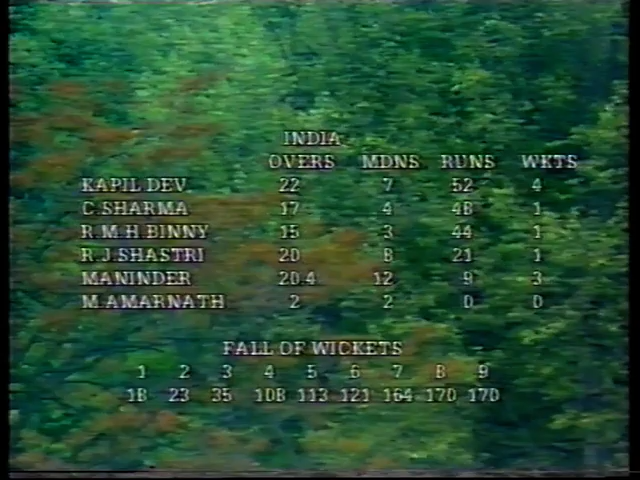 INDIA
OVERS MDNS RUNS WKTS
KAPIL DEV 22 7 52 4
C.SHARMA 17 4 48 1
R.M.H.BINNY 15 3 44 1
R.J.SHASTRI 20 8 21 1
MANINDER 20.4 12 9 3
M.AMARNATH 2 2 0 0
FALL OF WICKETS
1 2 3 4 5 6 7 8 9
18 23 35 108 113 121 164 170 170